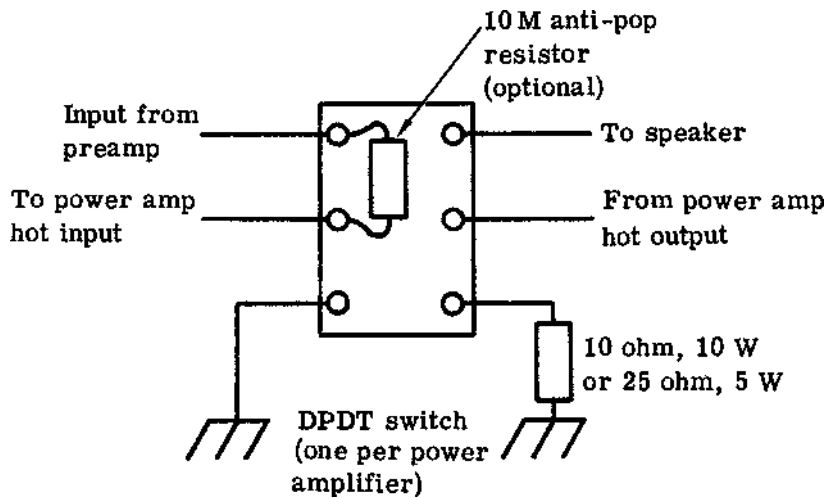 10 M anti-pop
resistor
(optional)
Input from
preamp
To speaker
To power amp
hot input
From power amp
hot output
10 ohm, 10 W
or 25 ohm, 5 W
DPDT switch
(one per power
amplifier)